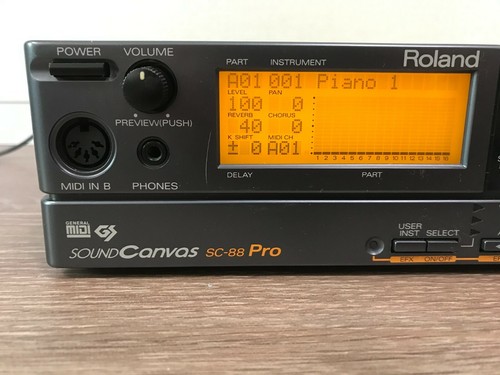 POWER VOLUME
PREVIEW(PUSH)
MIDI IN B PHONES
PART INSTRUMENT
Roland
A01 001 Piano 1
LEVEL PAN
100 0
REVERB CHORUS
40 0
K SHIFT MIDI CH
± 0 A01
1 2 3 4 5 6 7 8 9 10 11 12 13 14 15 16
DELAY PART
GENERAL
MIDI GS
SOUND Canvas SC-88 Pro
USER
INST SELECT
EFX ON/OFF